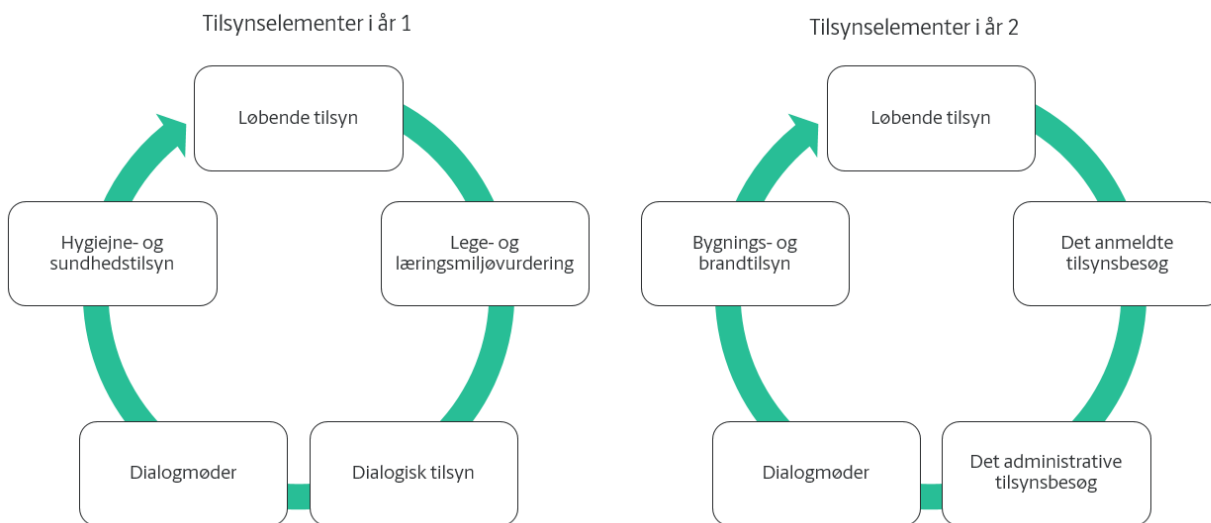 Tilsynselementer i år 1
Løbende tilsyn
Lege- og
læringsmiljøvurdering
Dialogisk tilsyn
Dialogmøder
Hygiejne- og
sundhedstilsyn
Tilsynselementer i år 2
Løbende tilsyn
Det anmeldte
tilsynsbesøg
Det administrative
tilsynsbesøg
Dialogmøder
Bygnings- og
brandtilsyn